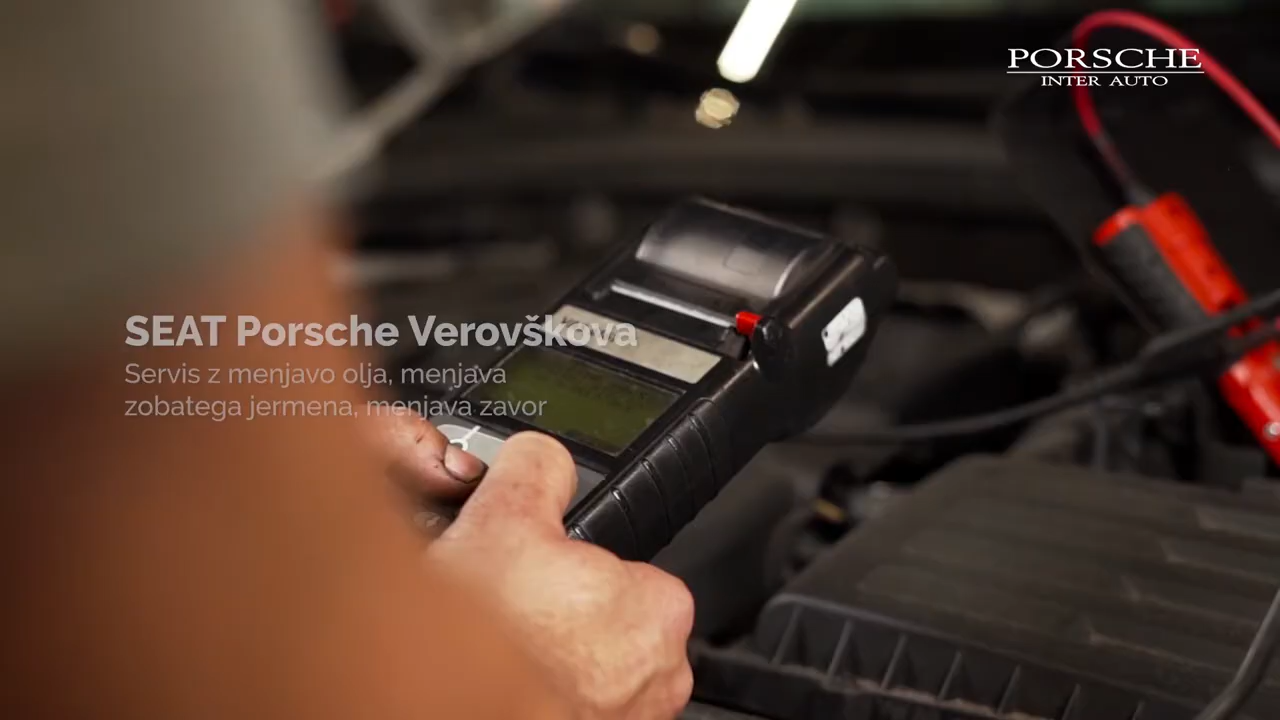 PORSCHE
INTER AUTO
SEAT Porsche Verovškova
Servis z menjavo olja, menjava
zobatega jermena, menjava zavor